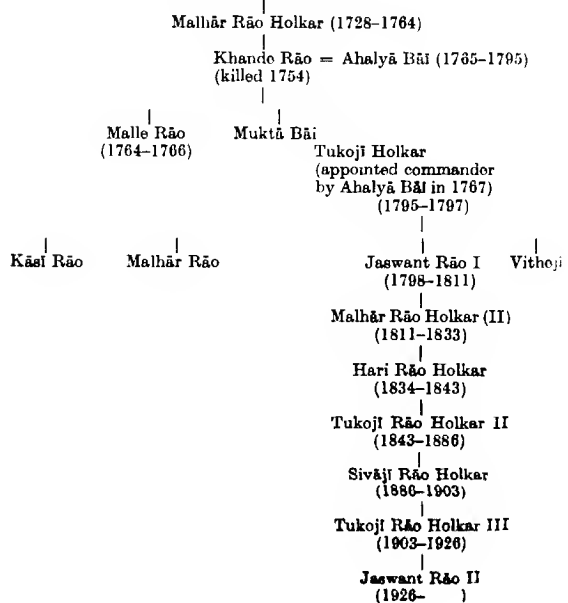 Malhār Rāo Holkar (1728–1764)
Khande Rāo = Ahalyā Bāī (1765–1795)
(killed 1754)
Malle Rāo Muktā Bāi
(1764–1766)
Tukojī Holkar
(appointed commander
by Ahalyā Bāī in 1767)
(1795–1797)
Kāsī Rāo Malhār Rāo Jaswant Rāo I Vithoji
(1798–1811)
Malhār Rāo Holkar (II)
(1811–1833)
Hari Rāo Holkar
(1834–1843)
Tukojī Rāo Holkar II
(1843–1886)
Sivājī Rāo Holkar
(1886–1903)
Tukojī Rāo Holkar III
(1903–1926)
Jaswant Rāo II
(1926– )